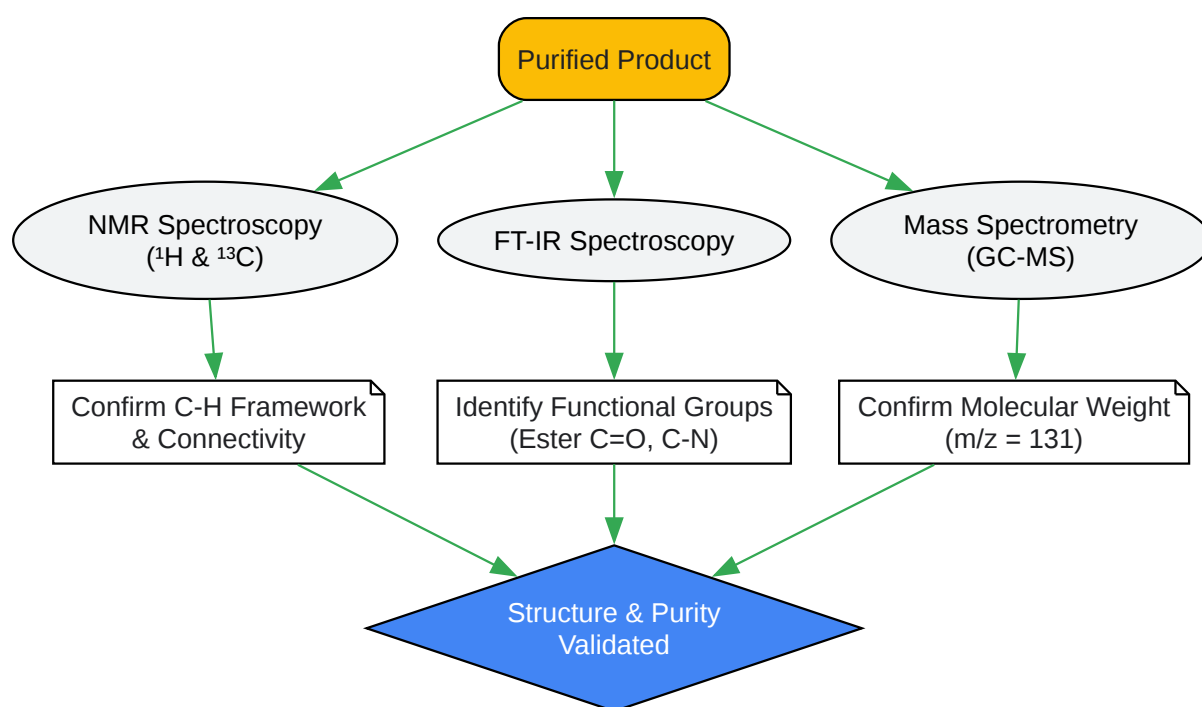 Purified Product
NMR Spectroscopy
(¹H & ¹³C)
FT-IR Spectroscopy
Mass Spectrometry
(GC-MS)
Confirm C-H Framework
& Connectivity
Identify Functional Groups
(Ester C=O, C-N)
Confirm Molecular Weight
(m/z = 131)
Structure & Purity
Validated